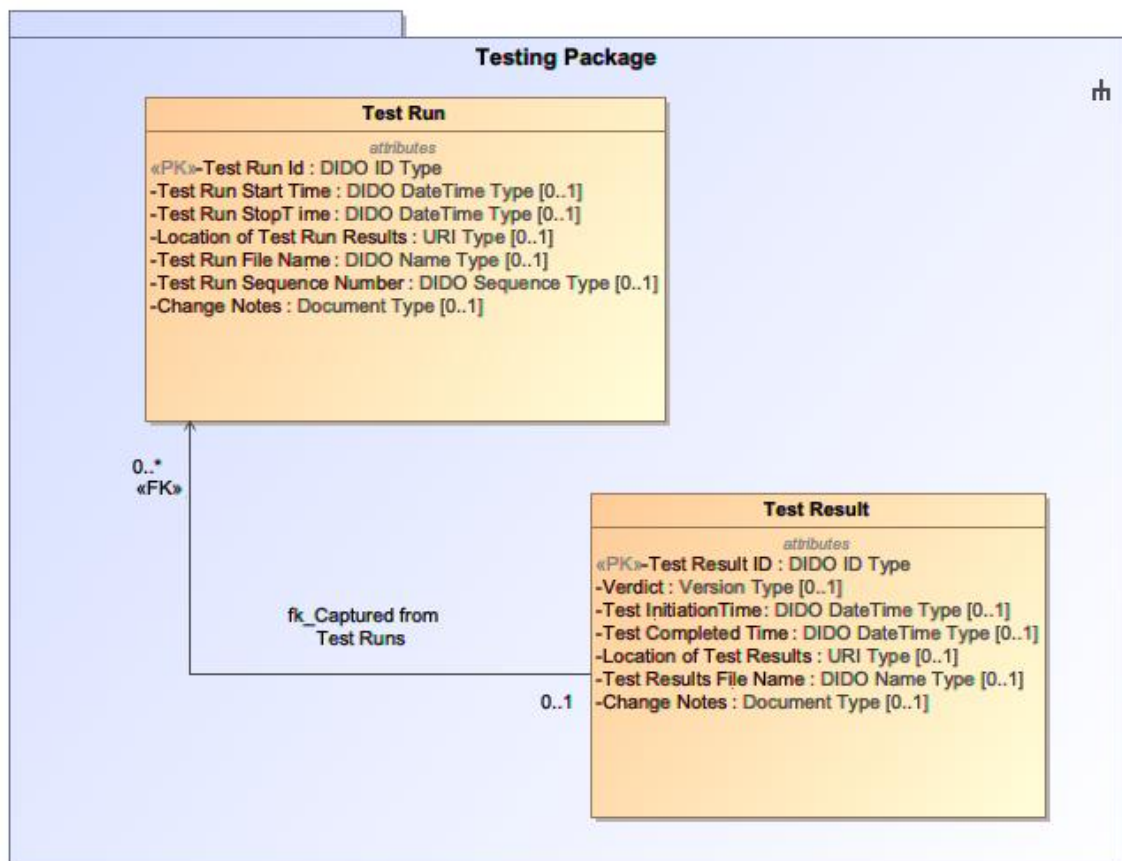 Testing Package
Test Run
attributes
«PK»-Test Run Id : DIDO ID Type
-Test Run Start Time : DIDO DateTime Type [0..1]
-Test Run StopT ime : DIDO DateTime Type [0..1]
-Location of Test Run Results : URI Type [0..1]
-Test Run File Name : DIDO Name Type [0..1]
-Test Run Sequence Number : DIDO Sequence Type [0..1]
-Change Notes : Document Type [0..1]
0..*
«FK»
fk_Captured from
Test Runs
0..1
Test Result
attributes
«PK»-Test Result ID : DIDO ID Type
-Verdict : Version Type [0..1]
-Test InitiationTime : DIDO DateTime Type [0..1]
-Test Completed Time : DIDO DateTime Type [0..1]
-Location of Test Results : URI Type [0..1]
-Test Results File Name : DIDO Name Type [0..1]
-Change Notes : Document Type [0..1]